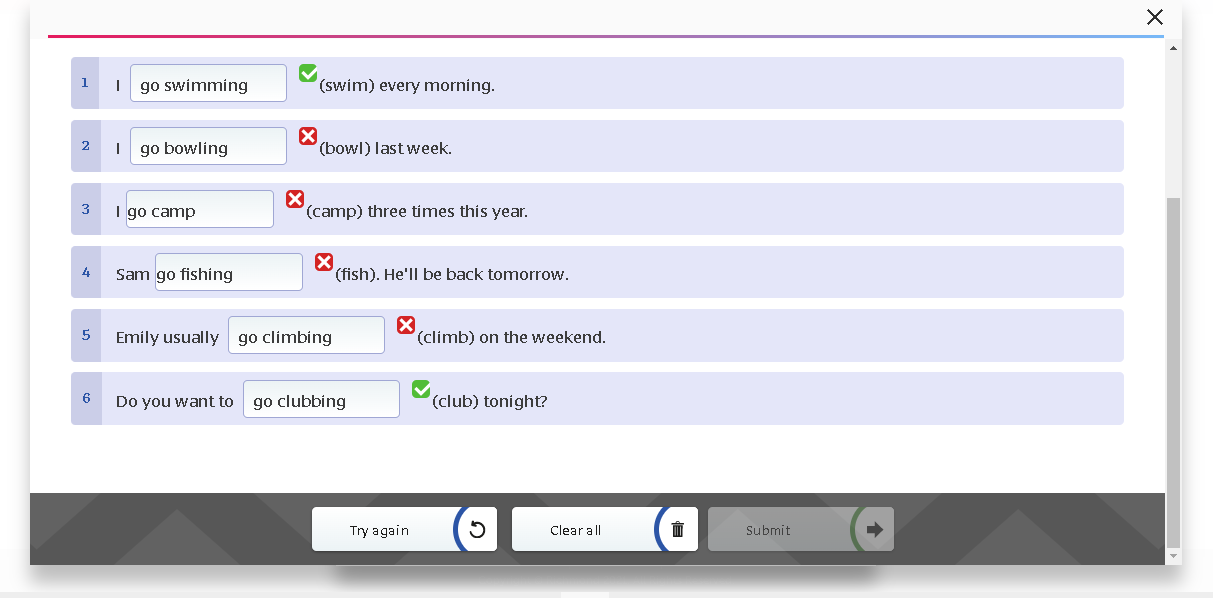 1 I go swimming (swim) every morning.
2 I go bowling (bowl) last week.
3 I go camp (camp) three times this year.
4 Sam go fishing (fish). He'll be back tomorrow.
5 Emily usually go climbing (climb) on the weekend.
6 Do you want to go clubbing (club) tonight?
Try again Clear all Submit